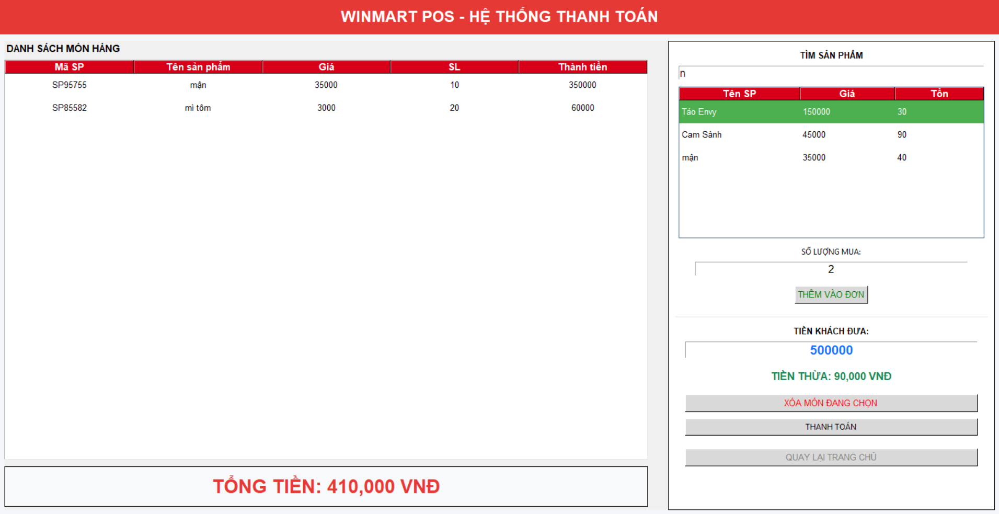 WINMART POS - HỆ THỐNG THANH TOÁN
DANH SÁCH MÓN HÀNG
Mã SP Tên sản phẩm Giá SL Thành tiền
SP95755 mận 35000 10 350000
SP85582 mì tôm 3000 20 60000
TỔNG TIỀN: 410,000 VNĐ
TÌM SẢN PHẨM
n
Tên SP Giá Tồn
Táo Envy 150000 30
Cam Sành 45000 90
mận 35000 40
SỐ LƯỢNG MUA:
2
THÊM VÀO ĐƠN
TIỀN KHÁCH ĐƯA:
500000
TIỀN THỪA: 90,000 VNĐ
XÓA MÓN ĐANG CHỌN
THANH TOÁN
QUAY LẠI TRANG CHỦ